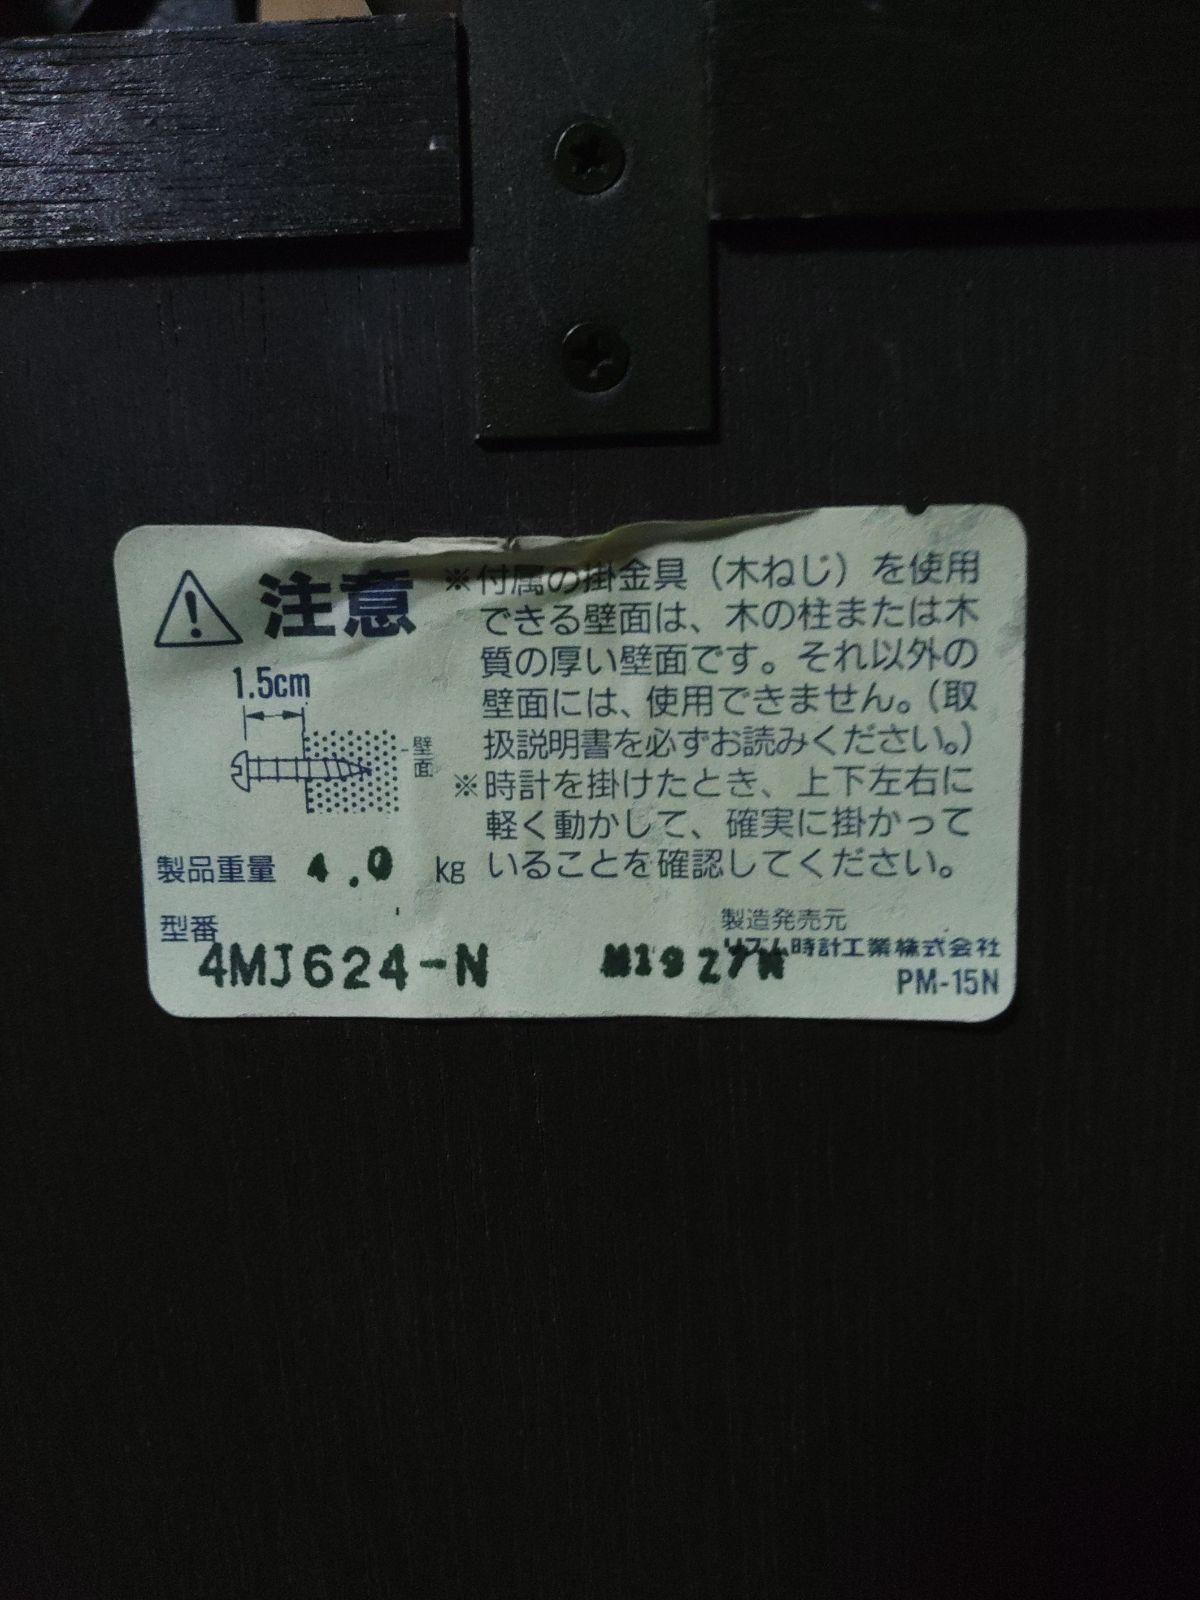 注意
※付属の掛金具（木ねじ）を使用
できる壁面は、木の柱または木
質の厚い壁面です。それ以外の
壁面には、使用できません。（取
扱説明書を必ずお読みください。）
※時計を掛けたとき、上下左右に
軽く動かして、確実に掛かって
いることを確認してください。
1.5cm
壁面
製品重量 4.0 kg
型番
4MJ624-N
製造発売元
リズム時計工業株式会社
PM-15N